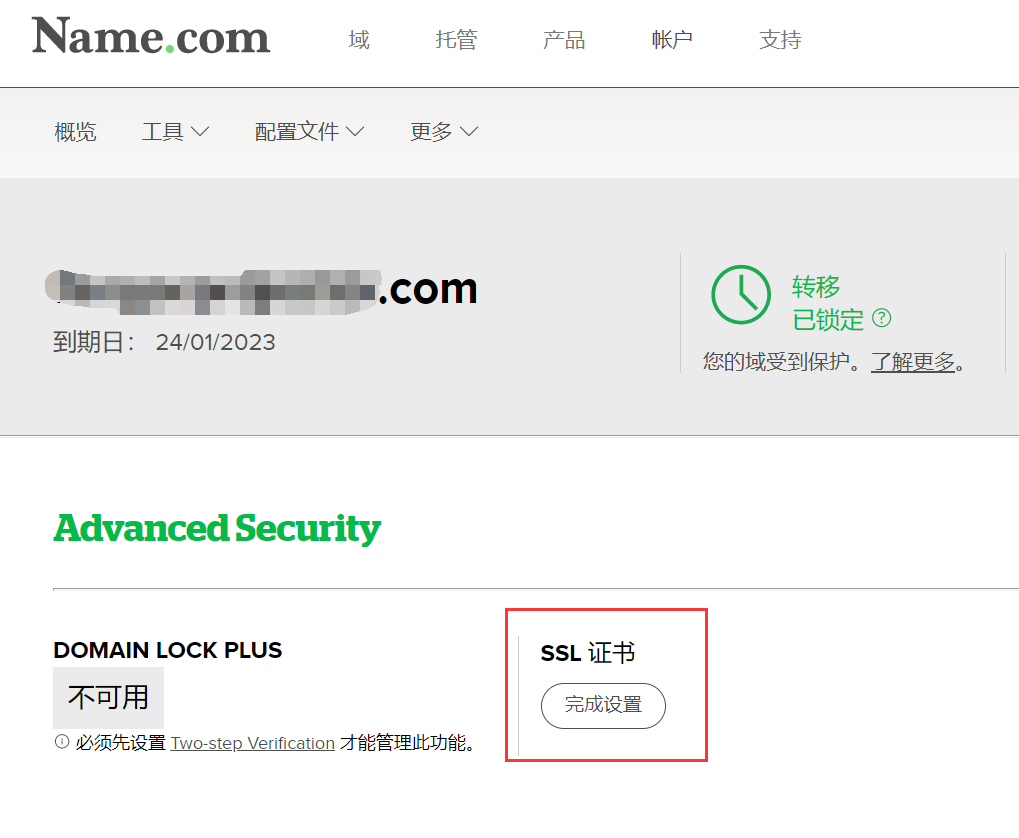 Name.com
域 托管 产品 帐户 支持
概览 工具 配置文件 更多
.com
到期日： 24/01/2023
转移
已锁定
您的域受到保护。了解更多。
Advanced Security
DOMAIN LOCK PLUS
不可用
必须先设置 Two-step Verification 才能管理此功能。
SSL 证书
完成设置